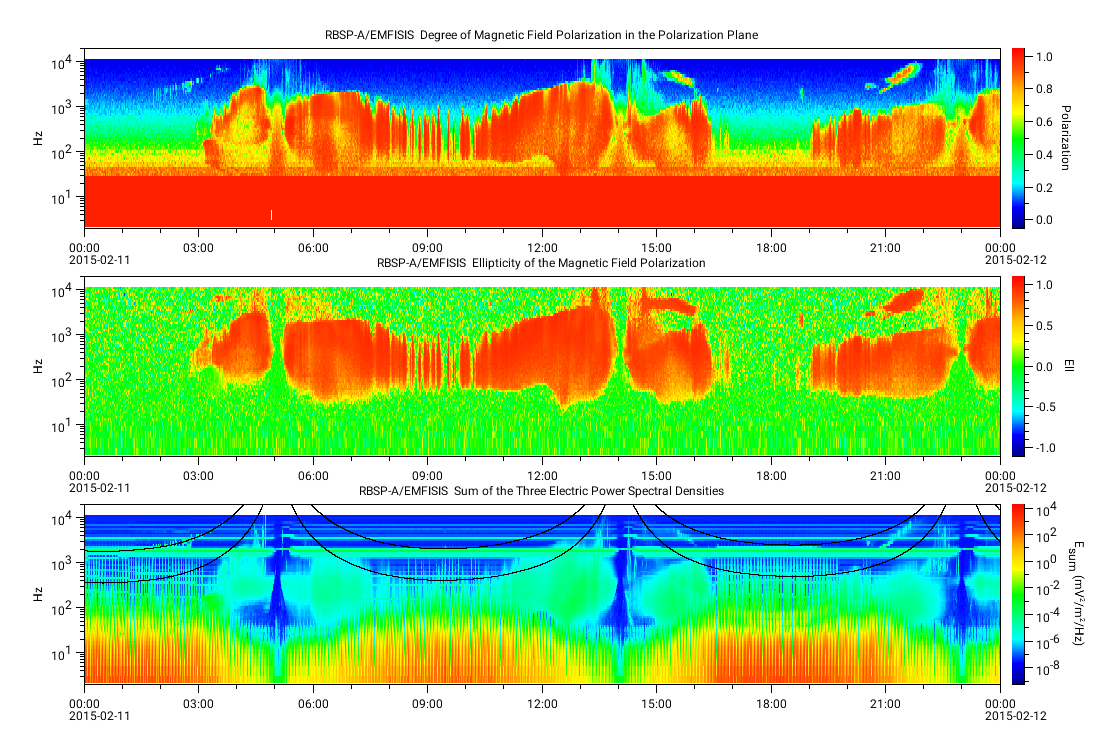 RBSP-A/EMFISIS Degree of Magnetic Field Polarization in the Polarization Plane
10⁴
10³
10²
10¹
Hz
1.0
0.8
0.6
0.4
0.2
0.0
Polarization
00:00 03:00 06:00 09:00 12:00 15:00 18:00 21:00 00:00
2015-02-11 2015-02-12
RBSP-A/EMFISIS Ellipticity of the Magnetic Field Polarization
10⁴
10³
10²
10¹
Hz
1.0
0.5
0.0
-0.5
-1.0
Ell
00:00 03:00 06:00 09:00 12:00 15:00 18:00 21:00 00:00
2015-02-11 2015-02-12
RBSP-A/EMFISIS Sum of the Three Electric Power Spectral Densities
10⁴
10³
10²
10¹
Hz
10⁴
10²
10⁰
10⁻²
10⁻⁴
10⁻⁶
10⁻⁸
Esum (mV²/m²/Hz)
00:00 03:00 06:00 09:00 12:00 15:00 18:00 21:00 00:00
2015-02-11 2015-02-12